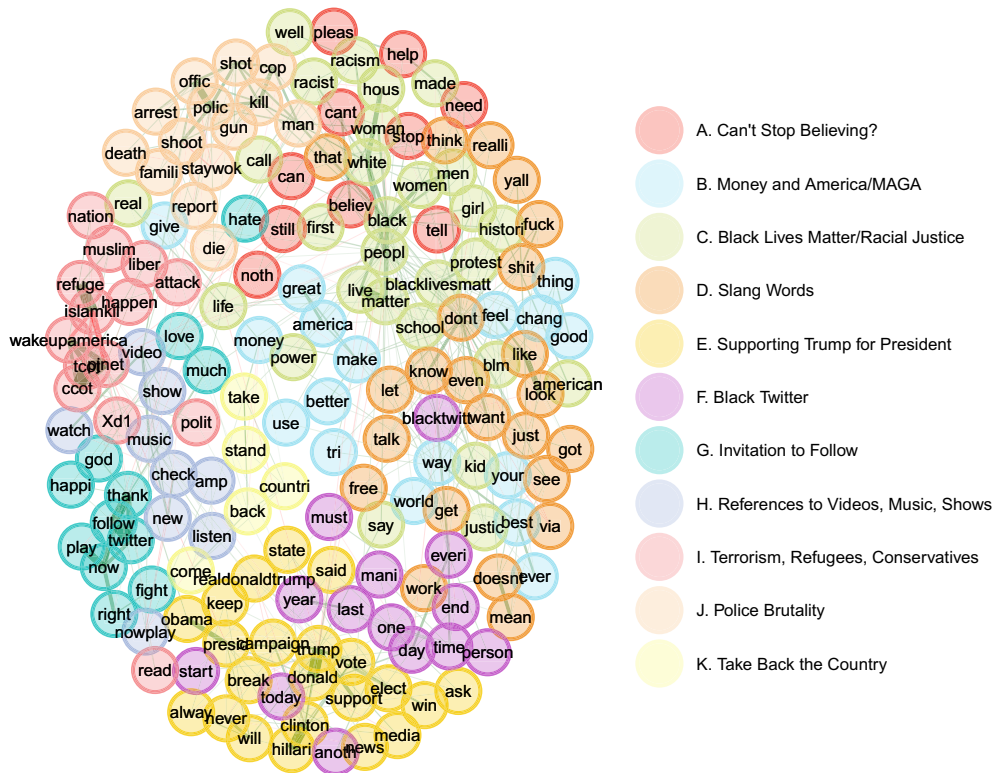 well
pleas
help
racism
shot
cop
offic
racist
hous
made
arrest
polic
kill
cant
need
gun
man
woman
stop
think
realli
shoot
death
call
that
white
men
famili
staywok
can
women
yall
nation
real
report
hate
believ
girl
give
still
first
black
tell
histori
fuck
muslim
die
peopl
liber
protest
shit
attack
noth
refuge
great
live
blacklivesmatt
thing
happen
islamkil
life
matter
america
school
dont
feel
chang
good
wakeupamerica
love
money
video
power
make
like
tcot
pjnet
much
know
even
blm
american
ccot
show
take
let
look
better
watch
Xd1
polit
use
blacktwitt
want
music
talk
just
got
god
stand
tri
way
kid
your
see
happi
check
amp
countri
free
thank
world
get
follow
new
back
must
say
justic
best
via
twitter
listen
play
state
everi
now
come
realdonaldtrump
said
mani
doesnt
ever
fight
keep
year
work
right
last
end
mean
obama
one
nowplay
presid
campaign
trump
day
time
person
read
start
vote
break
donald
today
support
elect
ask
alway
never
win
clinton
will
media
hillari
anoth
news
A. Can't Stop Believing?
B. Money and America/MAGA
C. Black Lives Matter/Racial Justice
D. Slang Words
E. Supporting Trump for President
F. Black Twitter
G. Invitation to Follow
H. References to Videos, Music, Shows
I. Terrorism, Refugees, Conservatives
J. Police Brutality
K. Take Back the Country